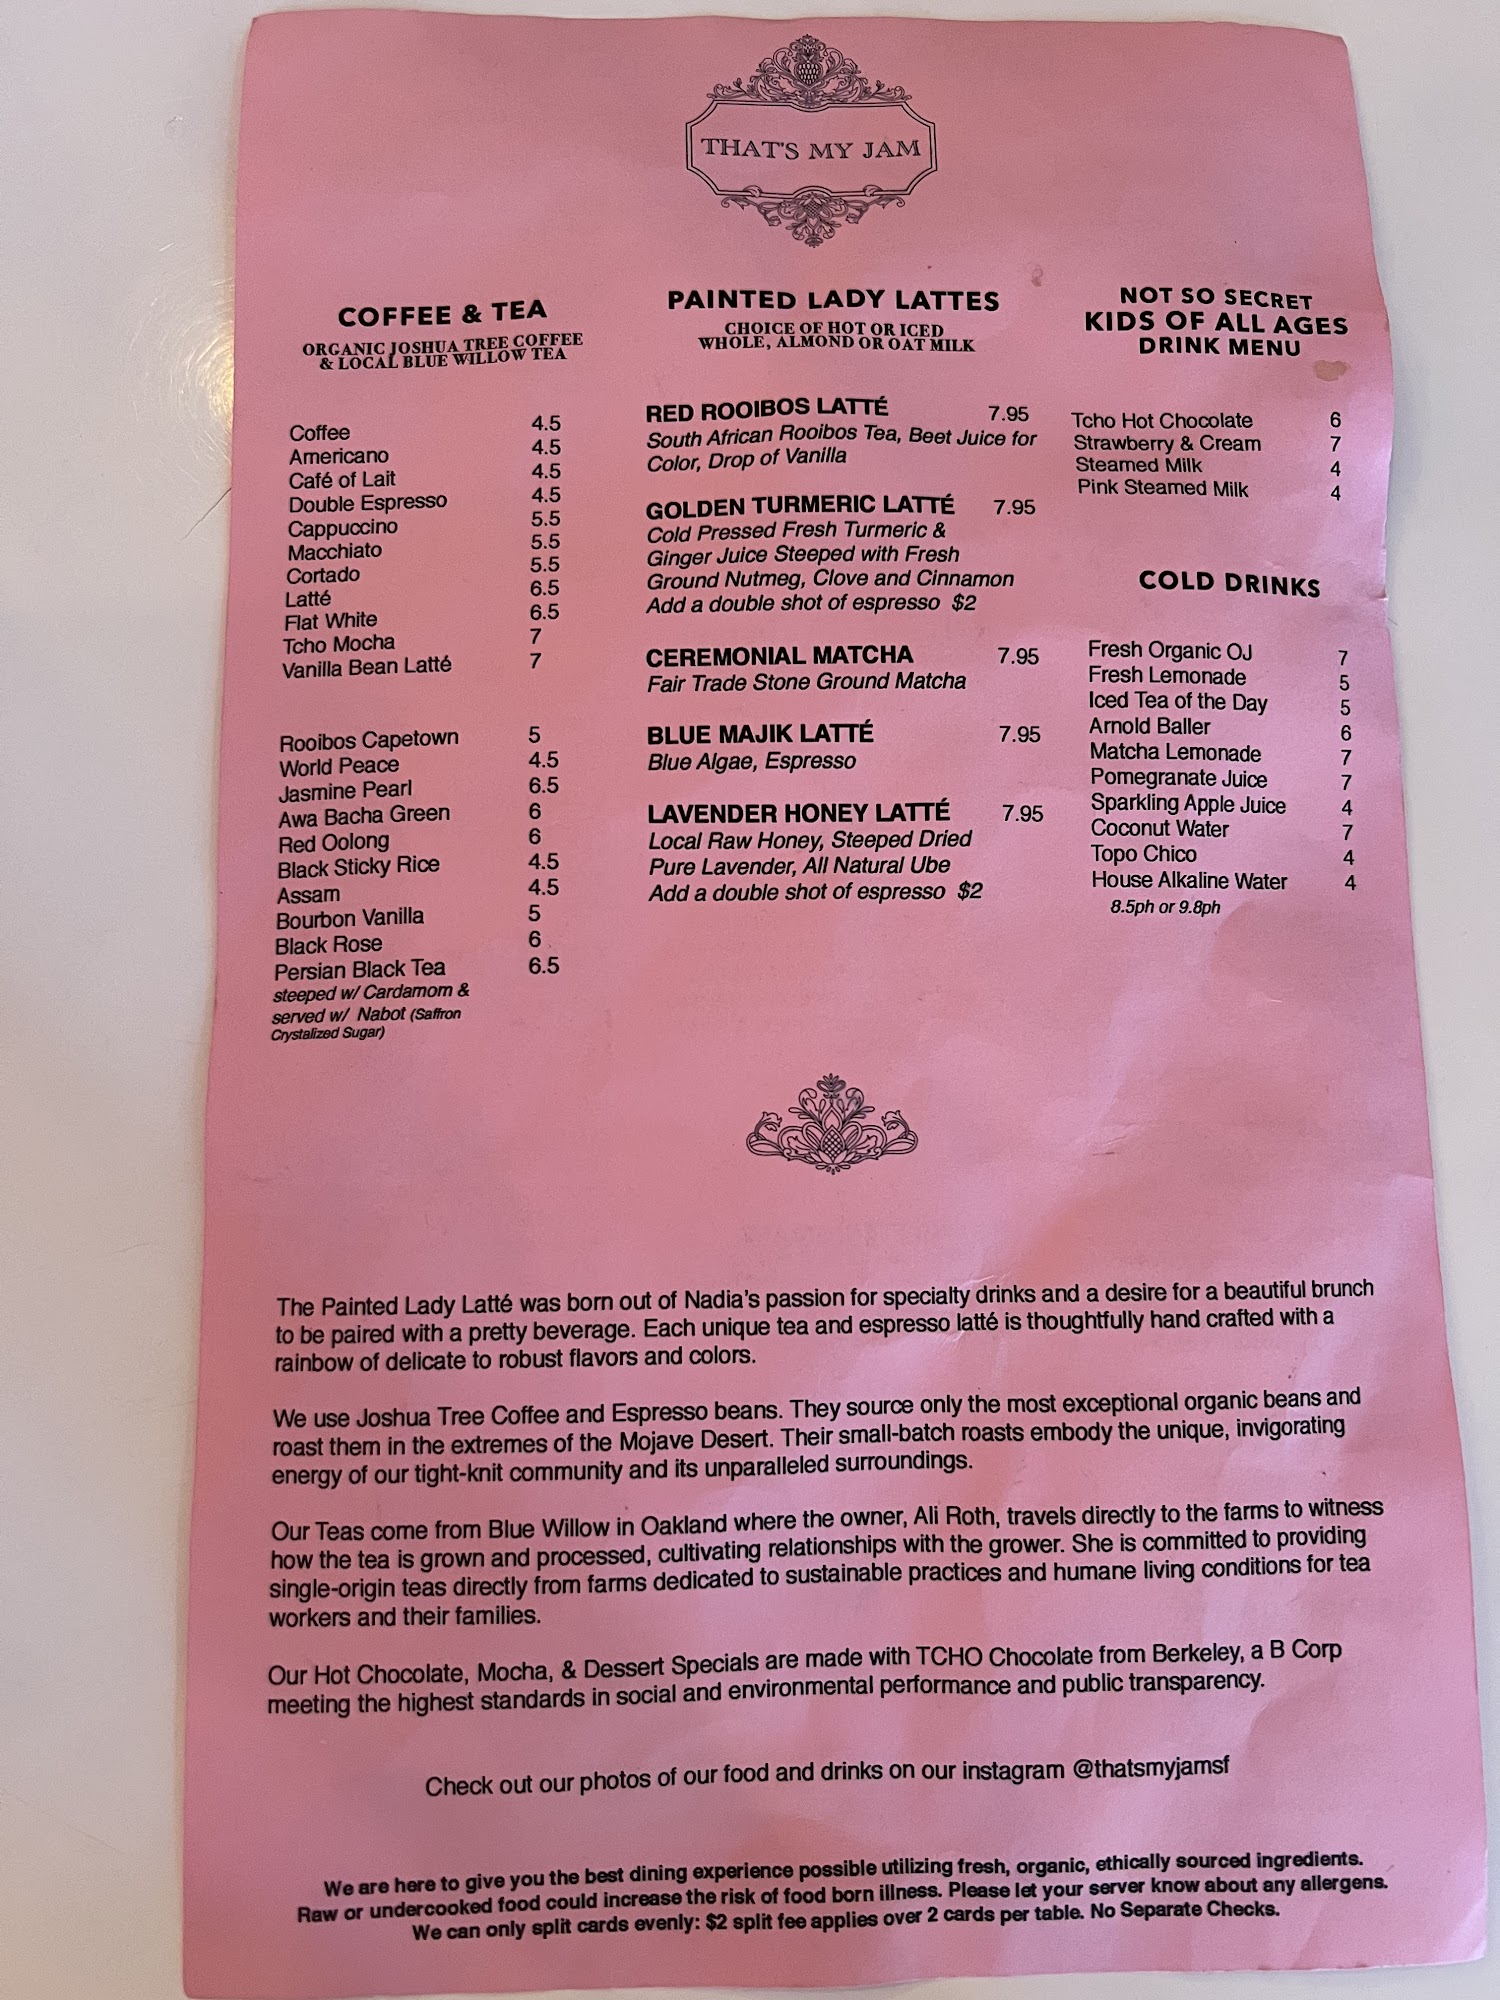 THAT'S MY JAM
COFFEE & TEA
ORGANIC JOSHUA TREE COFFEE
& LOCAL BLUE WILLOW TEA
Coffee 4.5
Americano 4.5
Café of Lait 4.5
Double Espresso 4.5
Cappuccino 5.5
Macchiato 5.5
Cortado 5.5
Latté 6.5
Flat White 6.5
Tcho Mocha 7
Vanilla Bean Latté 7
Rooibos Capetown 5
World Peace 4.5
Jasmine Pearl 6.5
Awa Bacha Green 6
Red Oolong 6
Black Sticky Rice 4.5
Assam 4.5
Bourbon Vanilla 5
Black Rose 6
Persian Black Tea 6.5
steeped w/ Cardamom &
served w/ Nabot (Saffron
Crystalized Sugar)
PAINTED LADY LATTES
CHOICE OF HOT OR ICED
WHOLE, ALMOND OR OAT MILK
RED ROOIBOS LATTÉ 7.95
South African Rooibos Tea, Beet Juice for
Color, Drop of Vanilla
GOLDEN TURMERIC LATTÉ 7.95
Cold Pressed Fresh Turmeric &
Ginger Juice Steeped with Fresh
Ground Nutmeg, Clove and Cinnamon
Add a double shot of espresso $2
CEREMONIAL MATCHA 7.95
Fair Trade Stone Ground Matcha
BLUE MAJIK LATTÉ 7.95
Blue Algae, Espresso
LAVENDER HONEY LATTÉ 7.95
Local Raw Honey, Steeped Dried
Pure Lavender, All Natural Ube
Add a double shot of espresso $2
NOT SO SECRET
KIDS OF ALL AGES
DRINK MENU
Tcho Hot Chocolate 6
Strawberry & Cream 7
Steamed Milk 4
Pink Steamed Milk 4
COLD DRINKS
Fresh Organic OJ 7
Fresh Lemonade 5
Iced Tea of the Day 5
Arnold Baller 6
Matcha Lemonade 7
Pomegranate Juice 7
Sparkling Apple Juice 4
Coconut Water 7
Topo Chico 4
House Alkaline Water 4
8.5ph or 9.8ph
The Painted Lady Latté was born out of Nadia's passion for specialty drinks and a desire for a beautiful brunch
to be paired with a pretty beverage. Each unique tea and espresso latté is thoughtfully hand crafted with a
rainbow of delicate to robust flavors and colors.
We use Joshua Tree Coffee and Espresso beans. They source only the most exceptional organic beans and
roast them in the extremes of the Mojave Desert. Their small-batch roasts embody the unique, invigorating
energy of our tight-knit community and its unparalleled surroundings.
Our Teas come from Blue Willow in Oakland where the owner, Ali Roth, travels directly to the farms to witness
how the tea is grown and processed, cultivating relationships with the grower. She is committed to providing
single-origin teas directly from farms dedicated to sustainable practices and humane living conditions for tea
workers and their families.
Our Hot Chocolate, Mocha, & Dessert Specials are made with TCHO Chocolate from Berkeley, a B Corp
meeting the highest standards in social and environmental performance and public transparency.
Check out our photos of our food and drinks on our instagram @thatsmyjamsf
We are here to give you the best dining experience possible utilizing fresh, organic, ethically sourced ingredients.
Raw or undercooked food could increase the risk of food born illness. Please let your server know about any allergens.
We can only split cards evenly: $2 split fee applies over 2 cards per table. No Separate Checks.